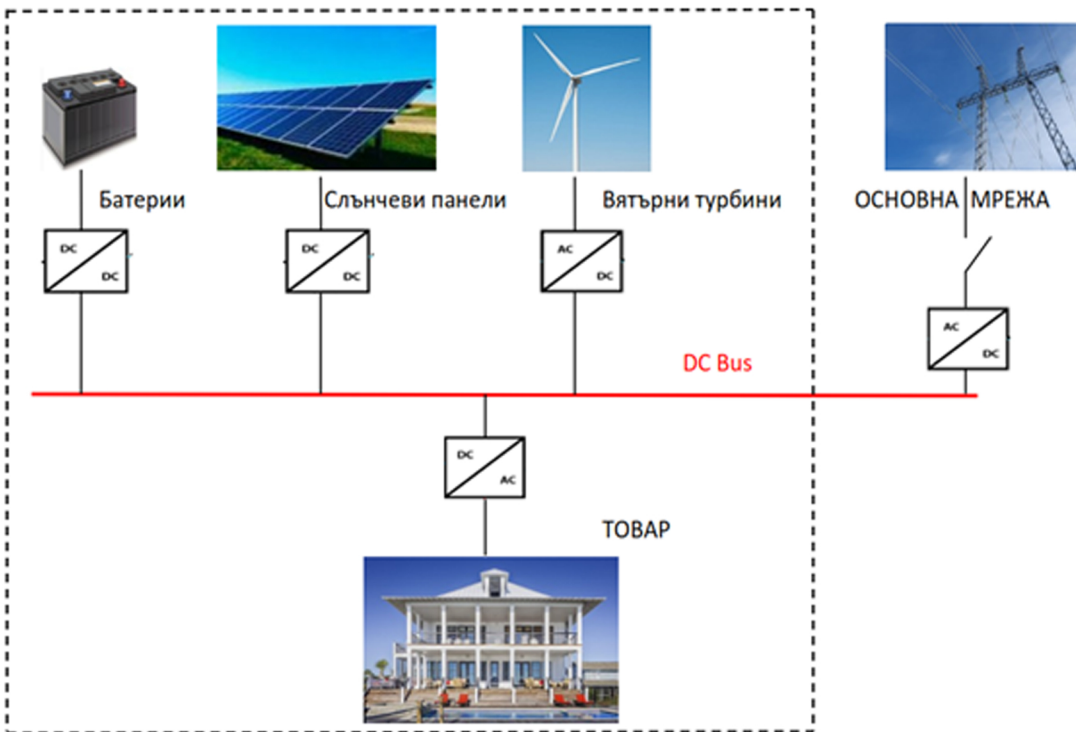 Батерии
Слънчеви панели
Вятърни турбини
ОСНОВНА МРЕЖА
DC
DC
DC
DC
AC
DC
AC
DC
DC Bus
DC
AC
ТОВАР